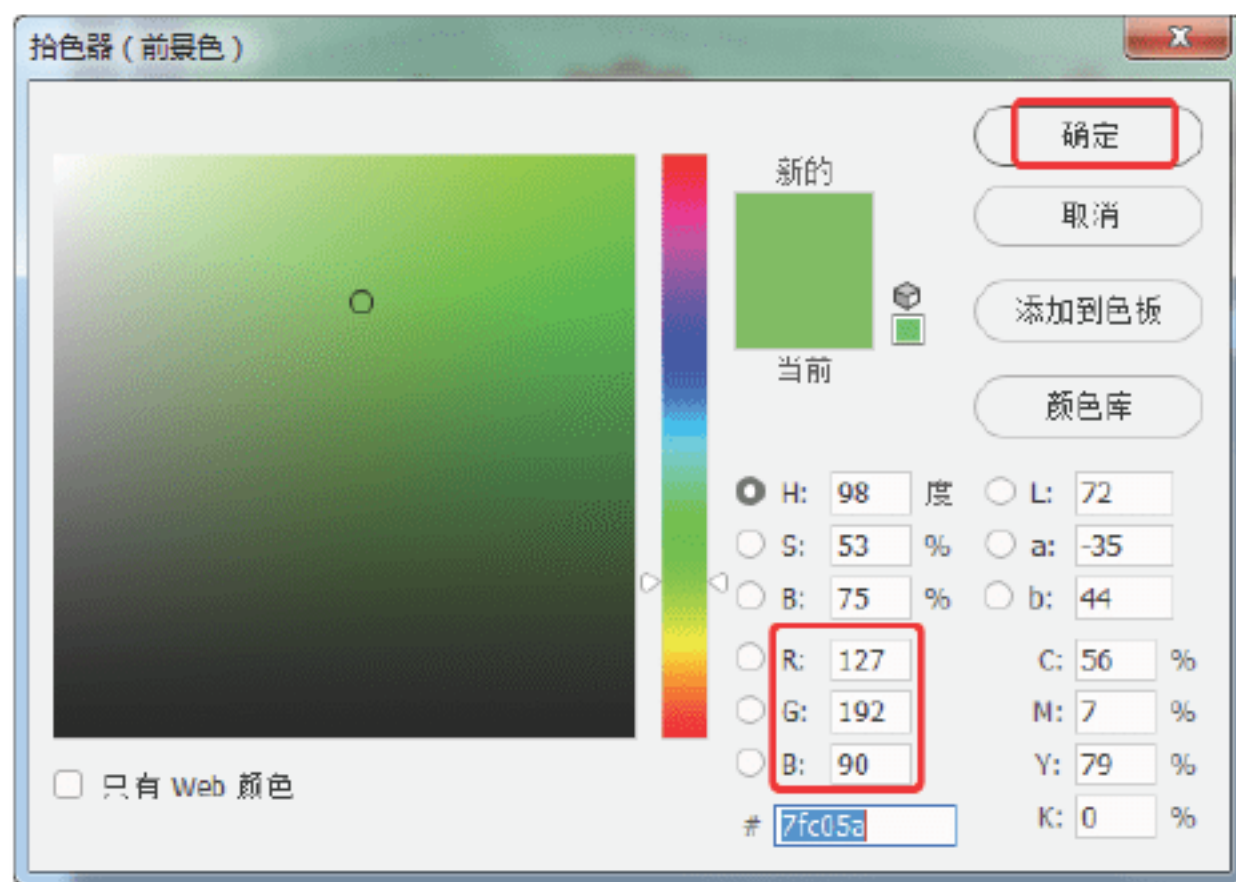 拾色器（前景色）
确定
新的
取消
添加到色板
当前
颜色库
H: 98 度 L: 72
S: 53 % a: -35
B: 75 % b: 44
R: 127 C: 56 %
G: 192 M: 7 %
B: 90 Y: 79 %
只有 Web 颜色
# 7fc05a K: 0 %